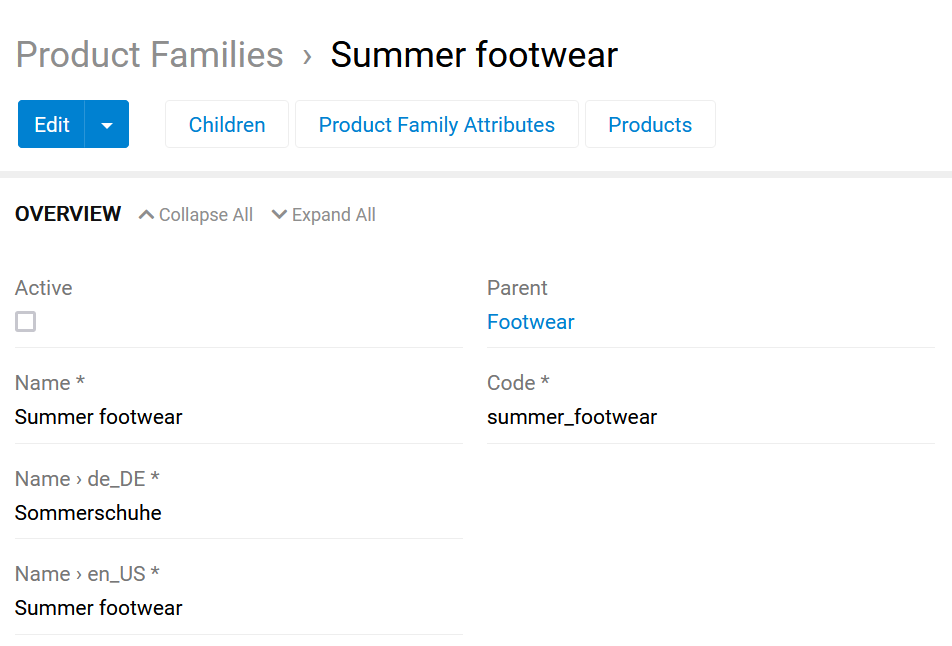 Product Families › Summer footwear
Edit Children Product Family Attributes Products
OVERVIEW Collapse All Expand All
Active Parent
Footwear
Name * Code *
Summer footwear summer_footwear
Name › de_DE *
Sommerschuhe
Name › en_US *
Summer footwear